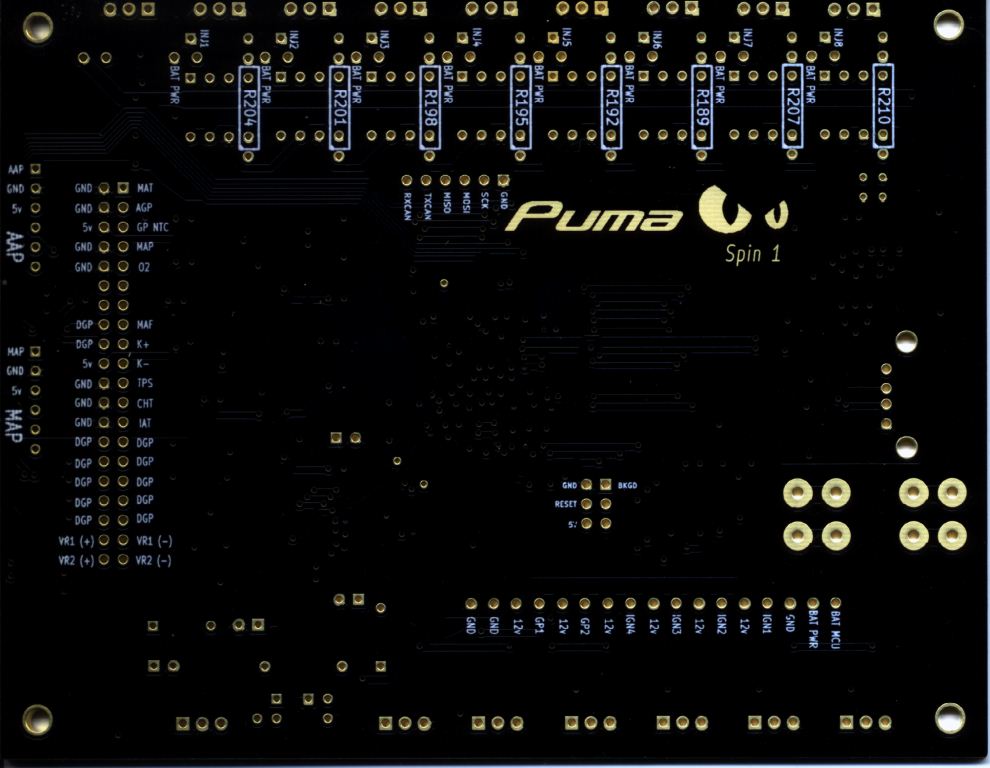 INJ1
INJ2
INJ3
INJ4
INJ5
INJ6
INJ7
INJ8
BAT PWR
BAT PWR
BAT PWR
BAT PWR
BAT PWR
BAT PWR
BAT PWR
BAT PWR
R204
R201
R198
R195
R192
R189
R207
R210
AAP
GND
5v
AAP
MAP
GND
5v
MAP
GND MAT
GND AGP
5v GP NTC
GND MAP
GND O2
DGP MAF
DGP K+
5v K-
GND TPS
GND CHT
GND IAT
DGP DGP
DGP DGP
DGP DGP
DGP DGP
DGP DGP
VR1 (+) VR1 (-)
VR2 (+) VR2 (-)
RXCAN
TXCAN
MISO
MOSI
SCK
GND
Puma
Spin 1
GND BKGD
RESET
5V
GND
GND
12v
GP1
12v
GP2
12v
IGN4
12v
IGN3
12v
IGN2
12v
IGN1
GND
BAT PWR
BAT MCU